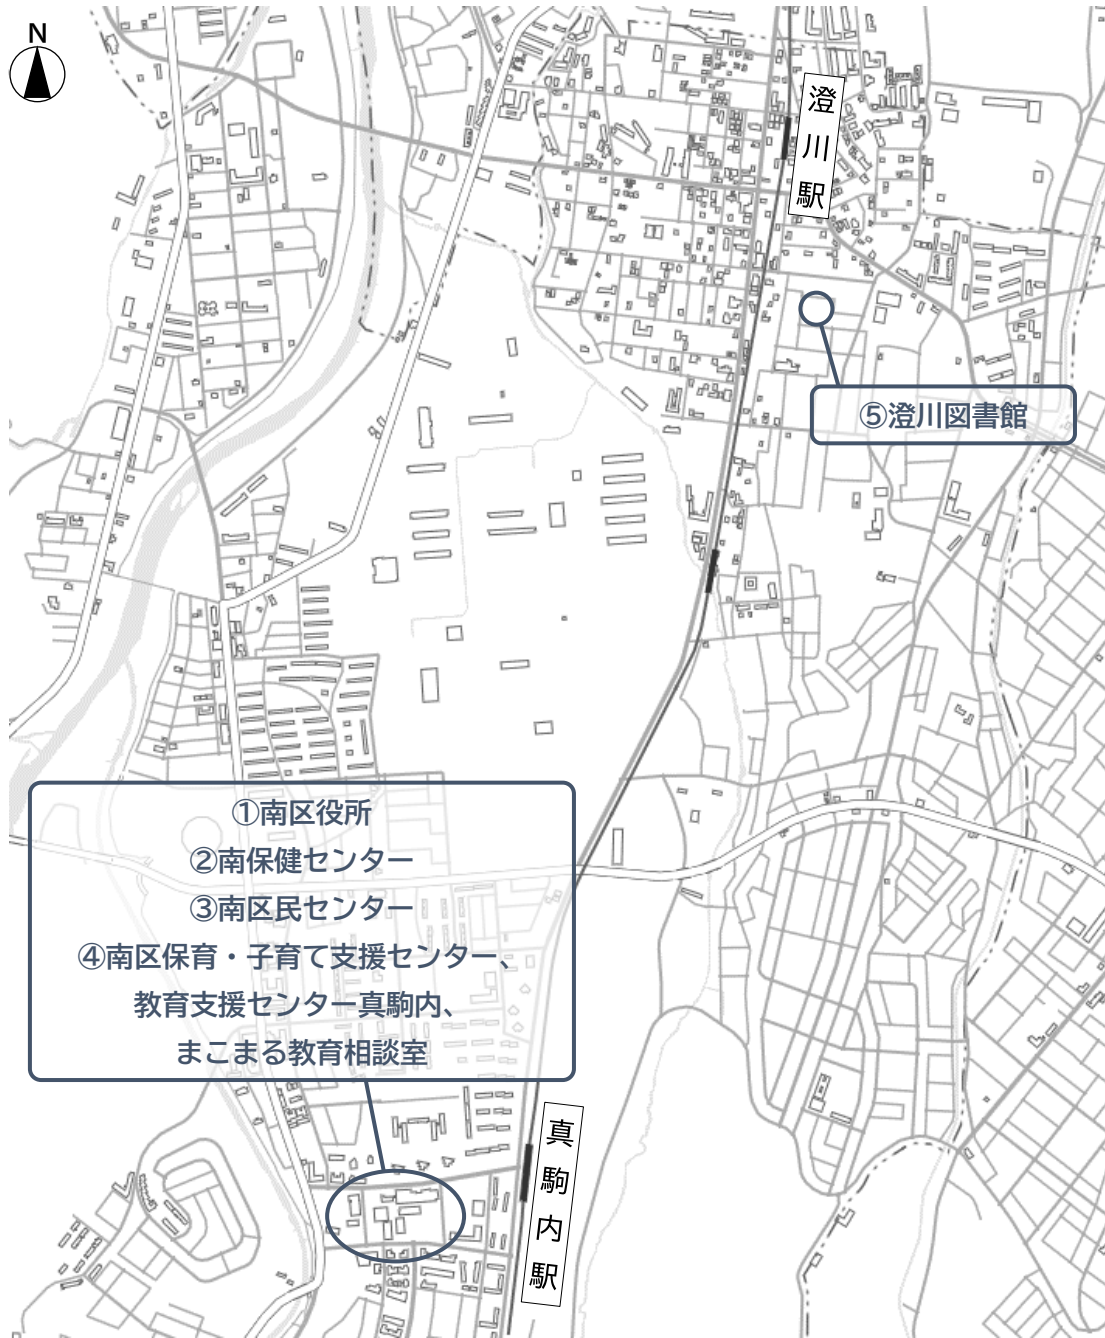 N
澄川駅
⑤澄川図書館
①南区役所
②南保健センター
③南区民センター
④南区保育・子育て支援センター、
教育支援センター真駒内、
まこまる教育相談室
真駒内駅